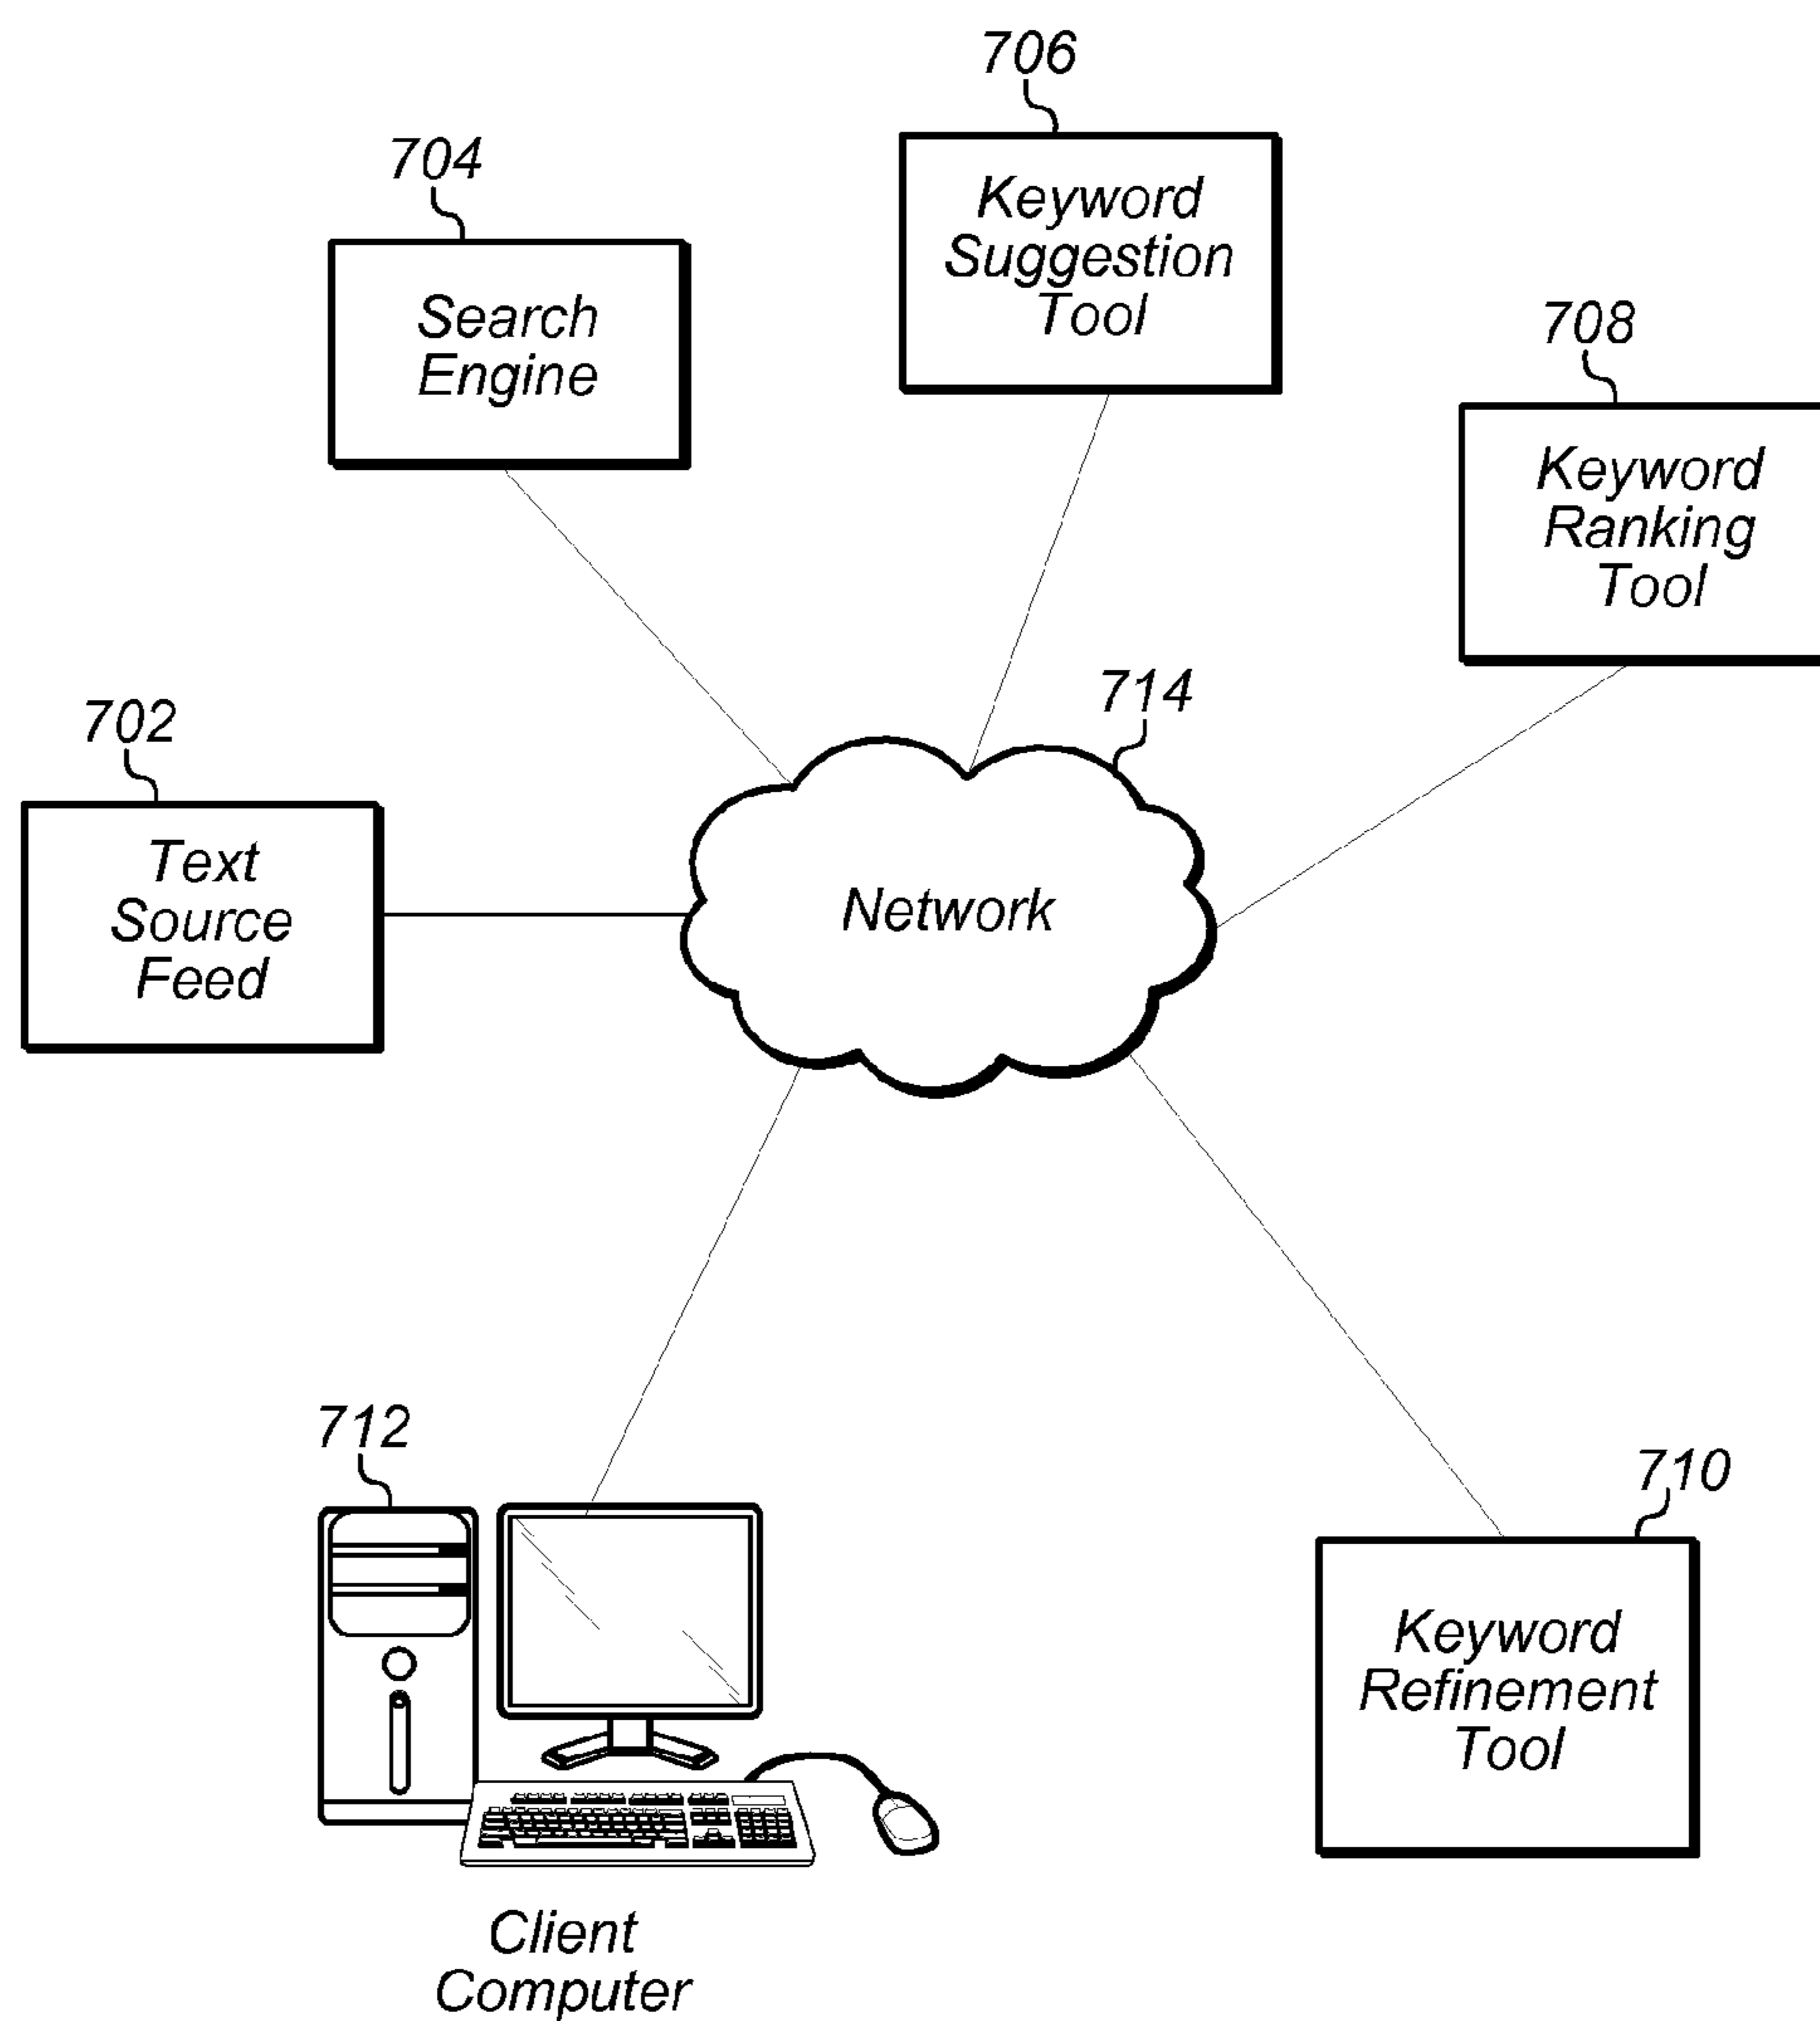 706
704
Keyword
Suggestion
Tool
Search
Engine
708
Keyword
Ranking
Tool
714
702
Text
Source
Feed
Network
712
710
Keyword
Refinement
Tool
Client
Computer